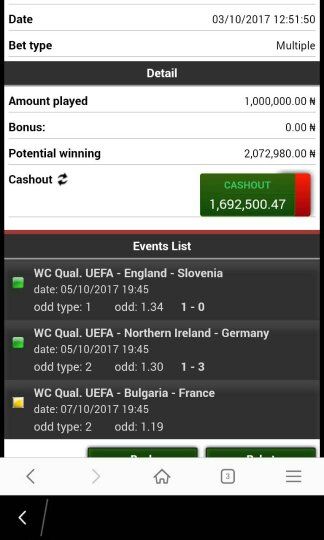 Date 03/10/2017 12:51:50
Bet type Multiple
Detail
Amount played 1,000,000.00 ₦
Bonus: 0.00 ₦
Potential winning 2,072,980.00 ₦
Cashout
CASHOUT
1,692,500.47
Events List
WC Qual. UEFA - England - Slovenia
date: 05/10/2017 19:45
odd type: 1 odd: 1.34 1 - 0
WC Qual. UEFA - Northern Ireland - Germany
date: 05/10/2017 19:45
odd type: 2 odd: 1.30 1 - 3
WC Qual. UEFA - Bulgaria - France
date: 07/10/2017 19:45
odd type: 2 odd: 1.19
3